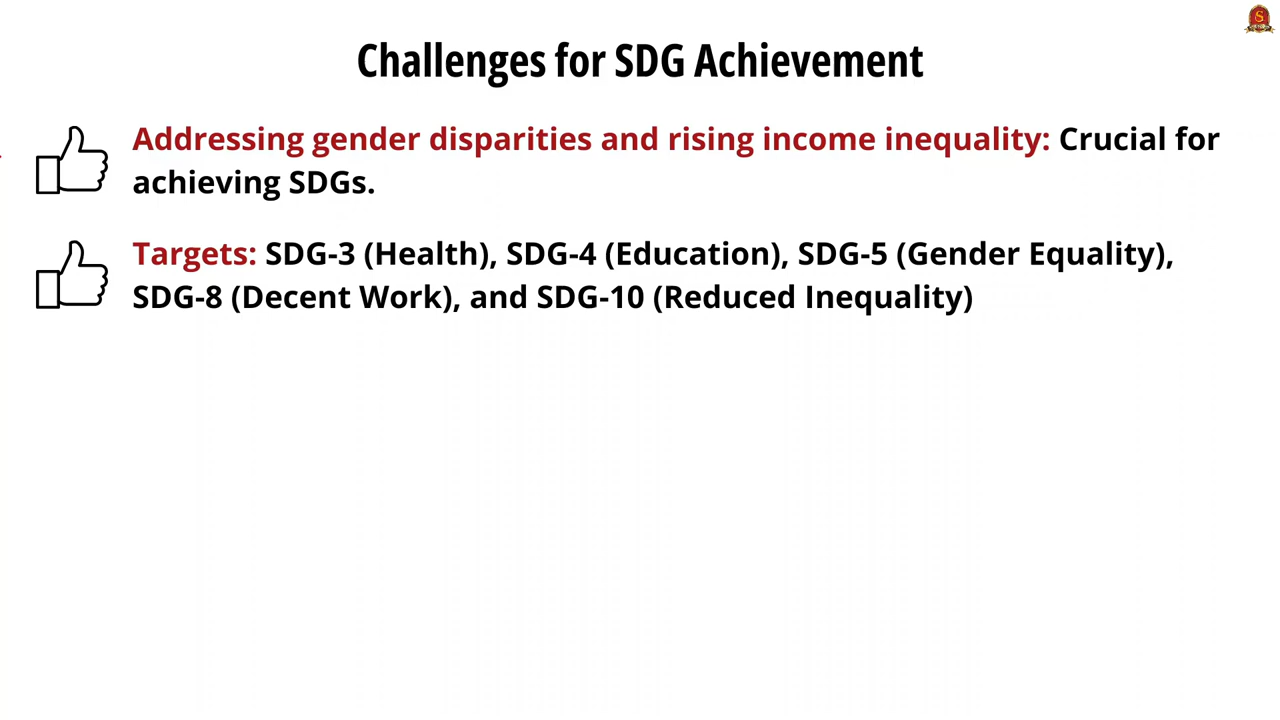 Challenges for SDG Achievement
Addressing gender disparities and rising income inequality: Crucial for
achieving SDGs.
Targets: SDG-3 (Health), SDG-4 (Education), SDG-5 (Gender Equality),
SDG-8 (Decent Work), and SDG-10 (Reduced Inequality)